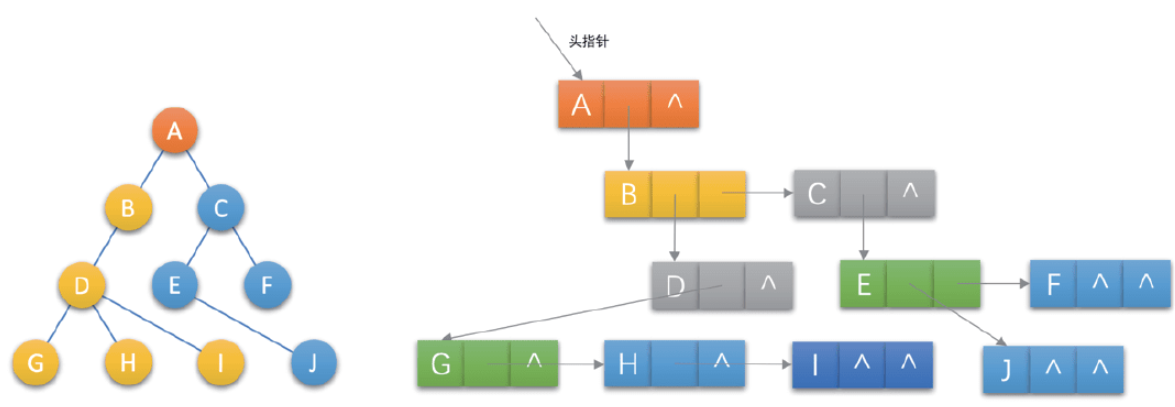 头指针
A ^
A
B C ^
B C
D ^ E F ^ ^
D E F
G ^ H ^ I ^ ^ J ^ ^
G H I J